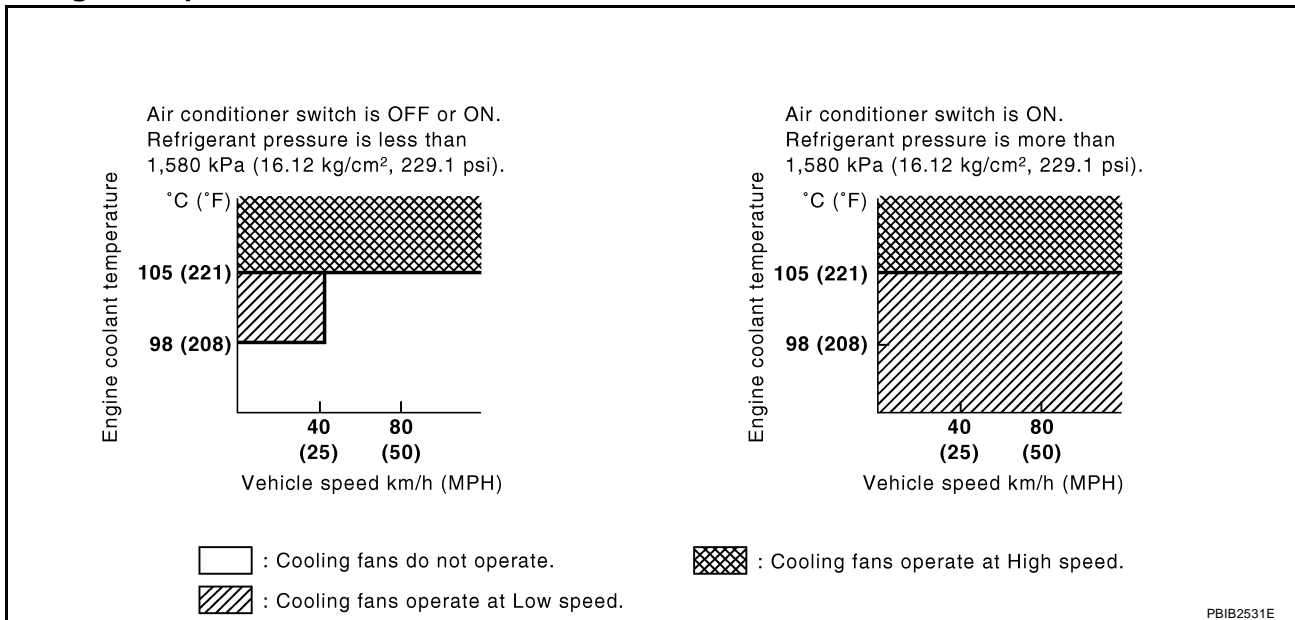 Air conditioner switch is OFF or ON.
Refrigerant pressure is less than
1,580 kPa (16.12 kg/cm², 229.1 psi).
Engine coolant temperature
˚C (˚F)
105 (221)
98 (208)
40
(25)
80
(50)
Vehicle speed km/h (MPH)
Air conditioner switch is ON.
Refrigerant pressure is more than
1,580 kPa (16.12 kg/cm², 229.1 psi).
Engine coolant temperature
˚C (˚F)
105 (221)
98 (208)
40
(25)
80
(50)
Vehicle speed km/h (MPH)
: Cooling fans do not operate.
: Cooling fans operate at Low speed.
: Cooling fans operate at High speed.
PBIB2531E